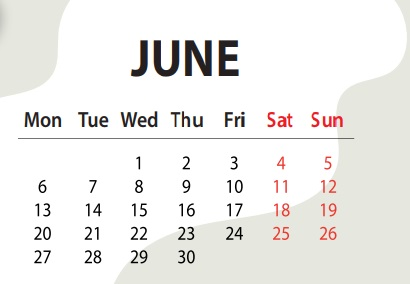 JUNE
Mon Tue Wed Thu Fri Sat Sun
1 2 3 4 5
6 7 8 9 10 11 12
13 14 15 16 17 18 19
20 21 22 23 24 25 26
27 28 29 30